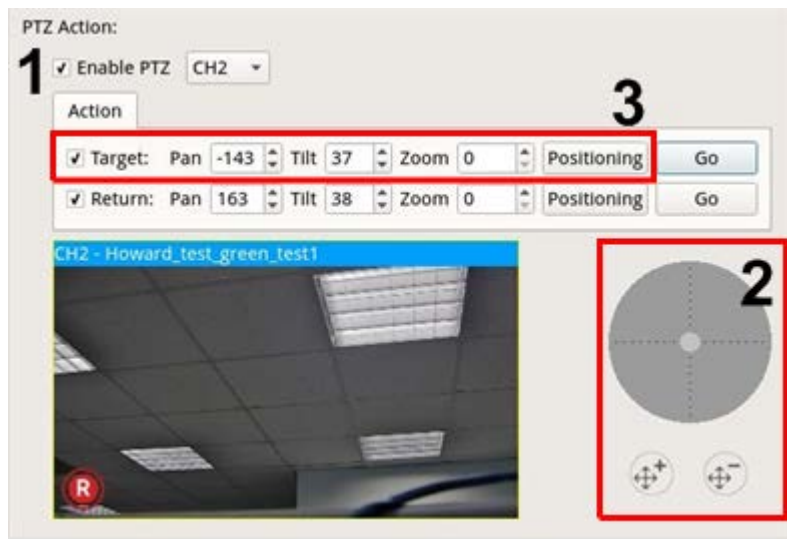 PTZ Action:
1 Enable PTZ CH2
Action
3
Target: Pan -143 Tilt 37 Zoom 0 Positioning Go
Return: Pan 163 Tilt 38 Zoom 0 Positioning Go
CH2 - Howard_test_green_test1
2
R